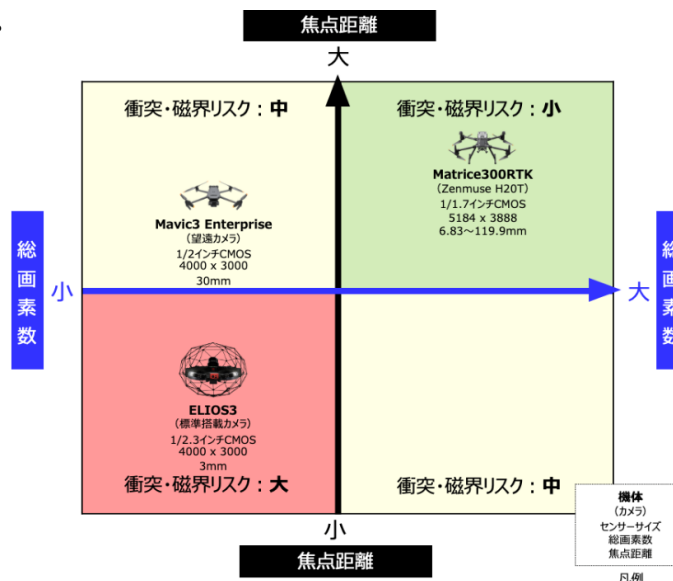 焦点距離
大
衝突・磁界リスク：中
衝突・磁界リスク：小
Matrice300RTK
(Zenmuse H20T)
1/1.7インチCMOS
5184 x 3888
6.83～119.9mm
Mavic3 Enterprise
(望遠カメラ)
1/2インチCMOS
4000 x 3000
30mm
総画素数
小
大
総画素数
ELIOS3
(標準搭載カメラ)
1/2.3インチCMOS
4000 x 3000
3mm
衝突・磁界リスク：大
衝突・磁界リスク：中
小
焦点距離
機体
(カメラ)
センサーサイズ
総画素数
焦点距離
凡例